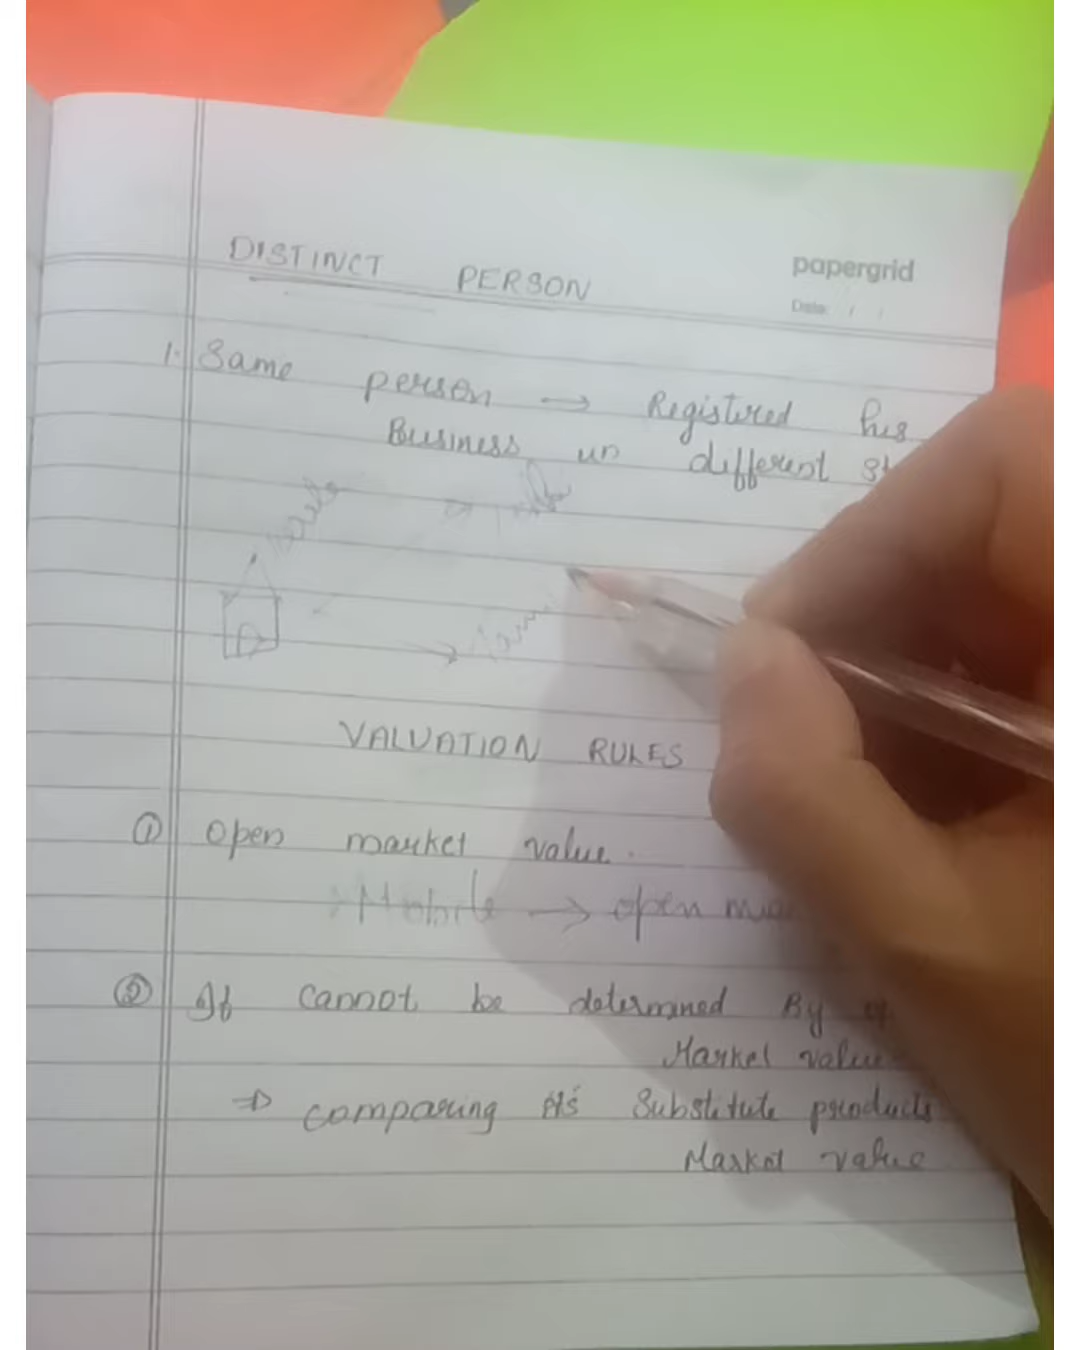 DISTINCT PERSON
papergrid
Date: / /
1. Same person → Registered his
Business in different
VALUATION RULES
① Open market value.
Mobile → open
② If cannot be determined By
Market value
⇒ comparing its Substitute products
Market value